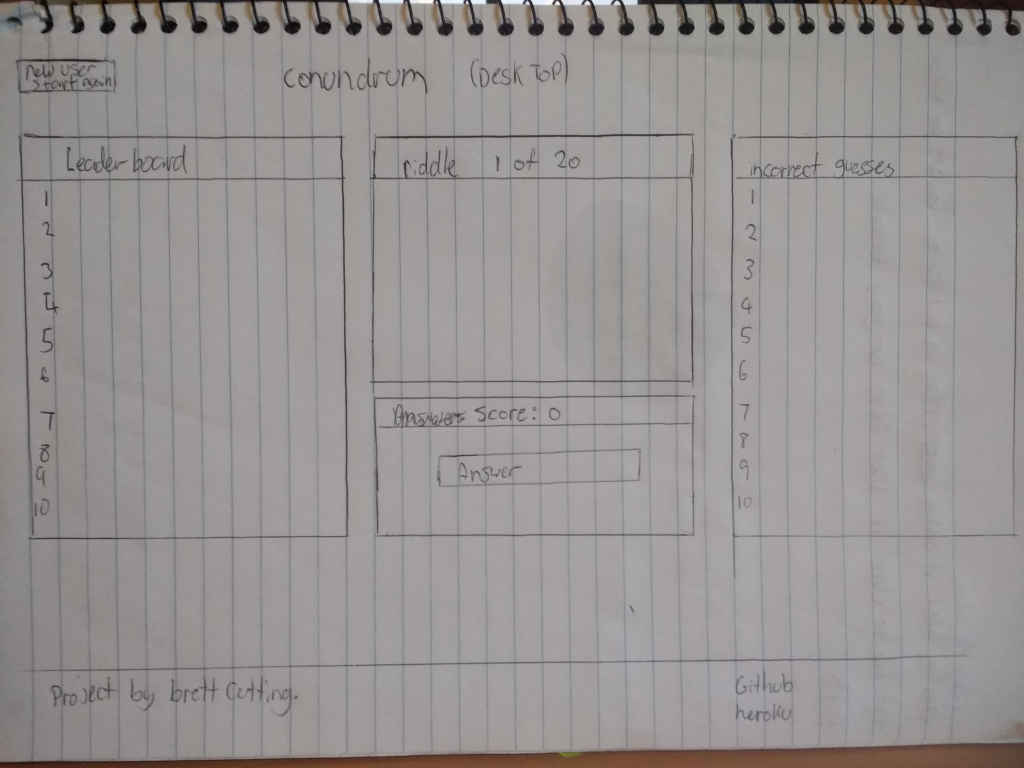 new user
start again
conundrum (Desk Top)
Leaderboard
1
2
3
4
5
6
7
8
9
10
riddle 1 of 20
Answer Score: 0
Answer
incorrect guesses
1
2
3
4
5
6
7
8
9
10
Project by brett Cutting.
Github
heroku